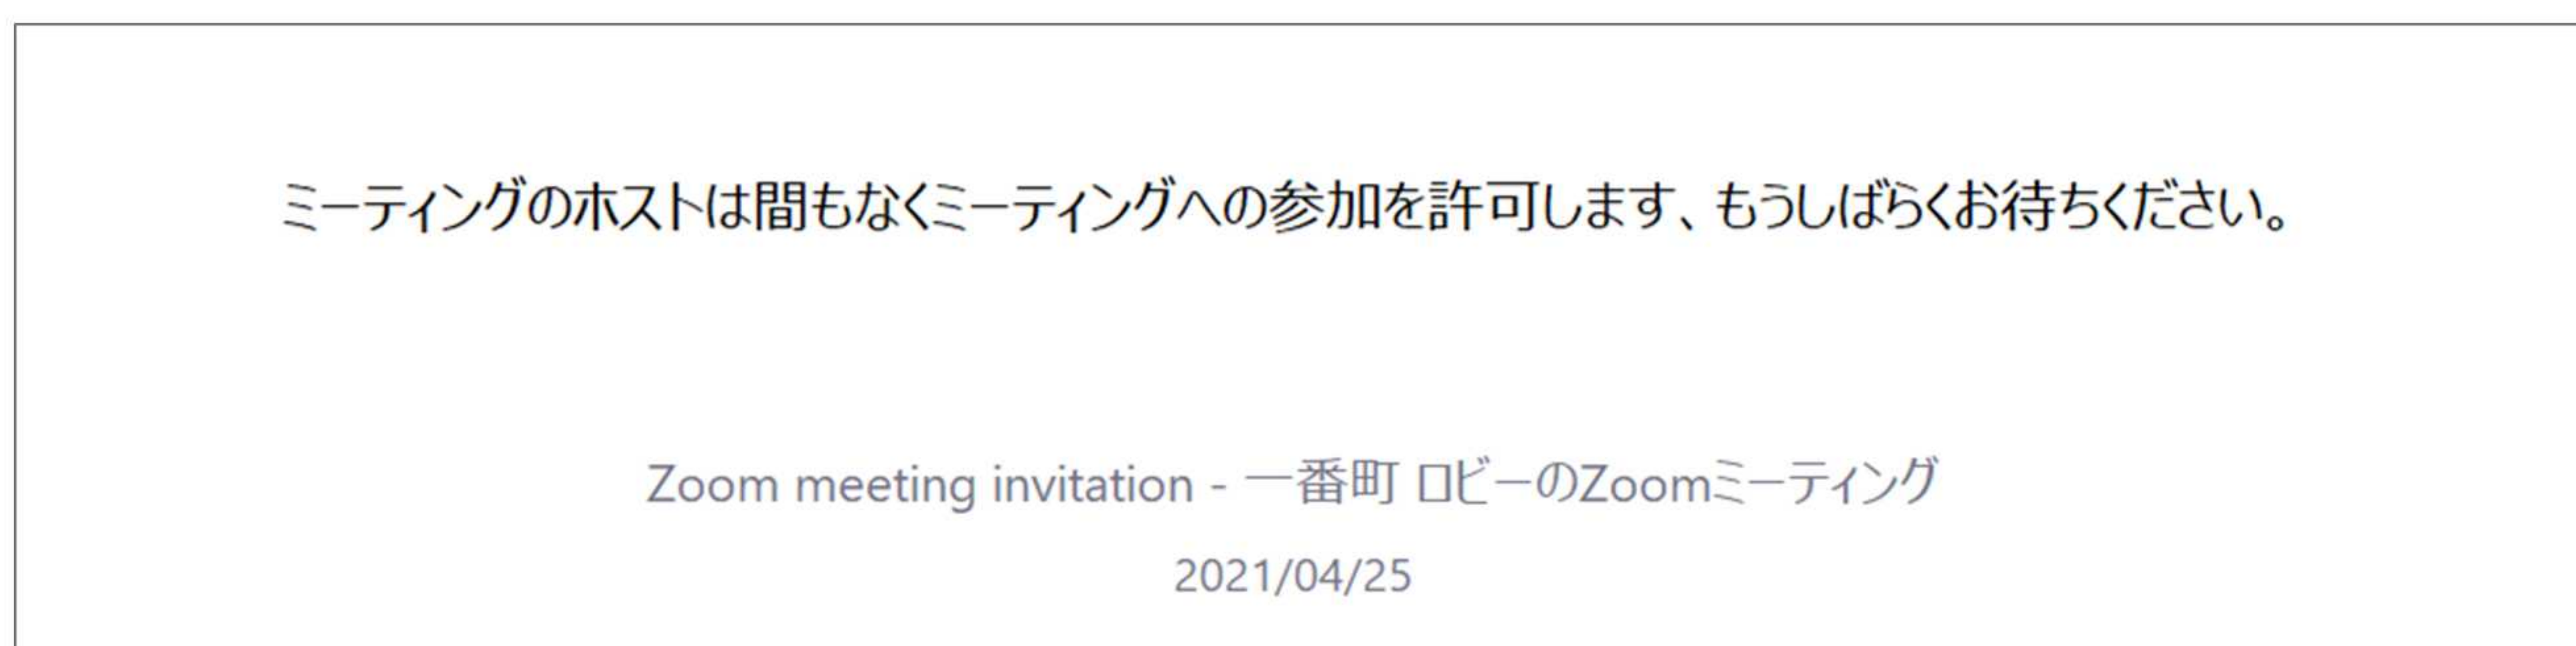 ミーティングのホストは間もなくミーティングへの参加を許可します、もうしばらくお待ちください。
Zoom meeting invitation - 一番町 ロビーのZoomミーティング
2021/04/25